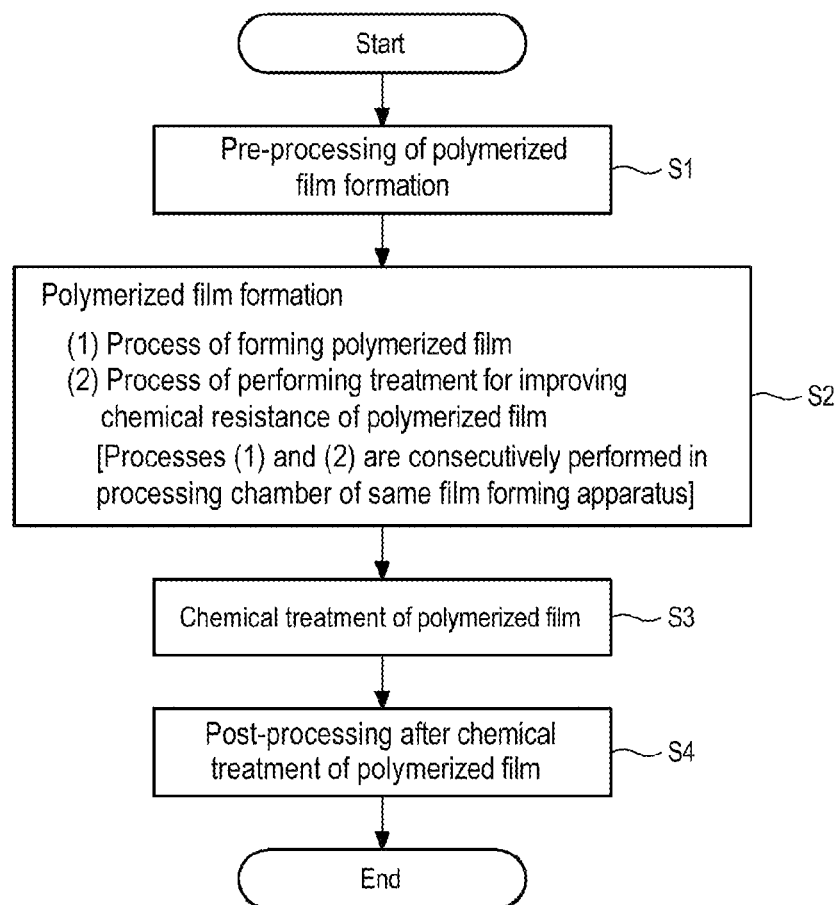 Start
Pre-processing of polymerized
film formation
S1
Polymerized film formation
(1) Process of forming polymerized film
(2) Process of performing treatment for improving
chemical resistance of polymerized film
[Processes (1) and (2) are consecutively performed in
processing chamber of same film forming apparatus]
S2
Chemical treatment of polymerized film
S3
Post-processing after chemical
treatment of polymerized film
S4
End